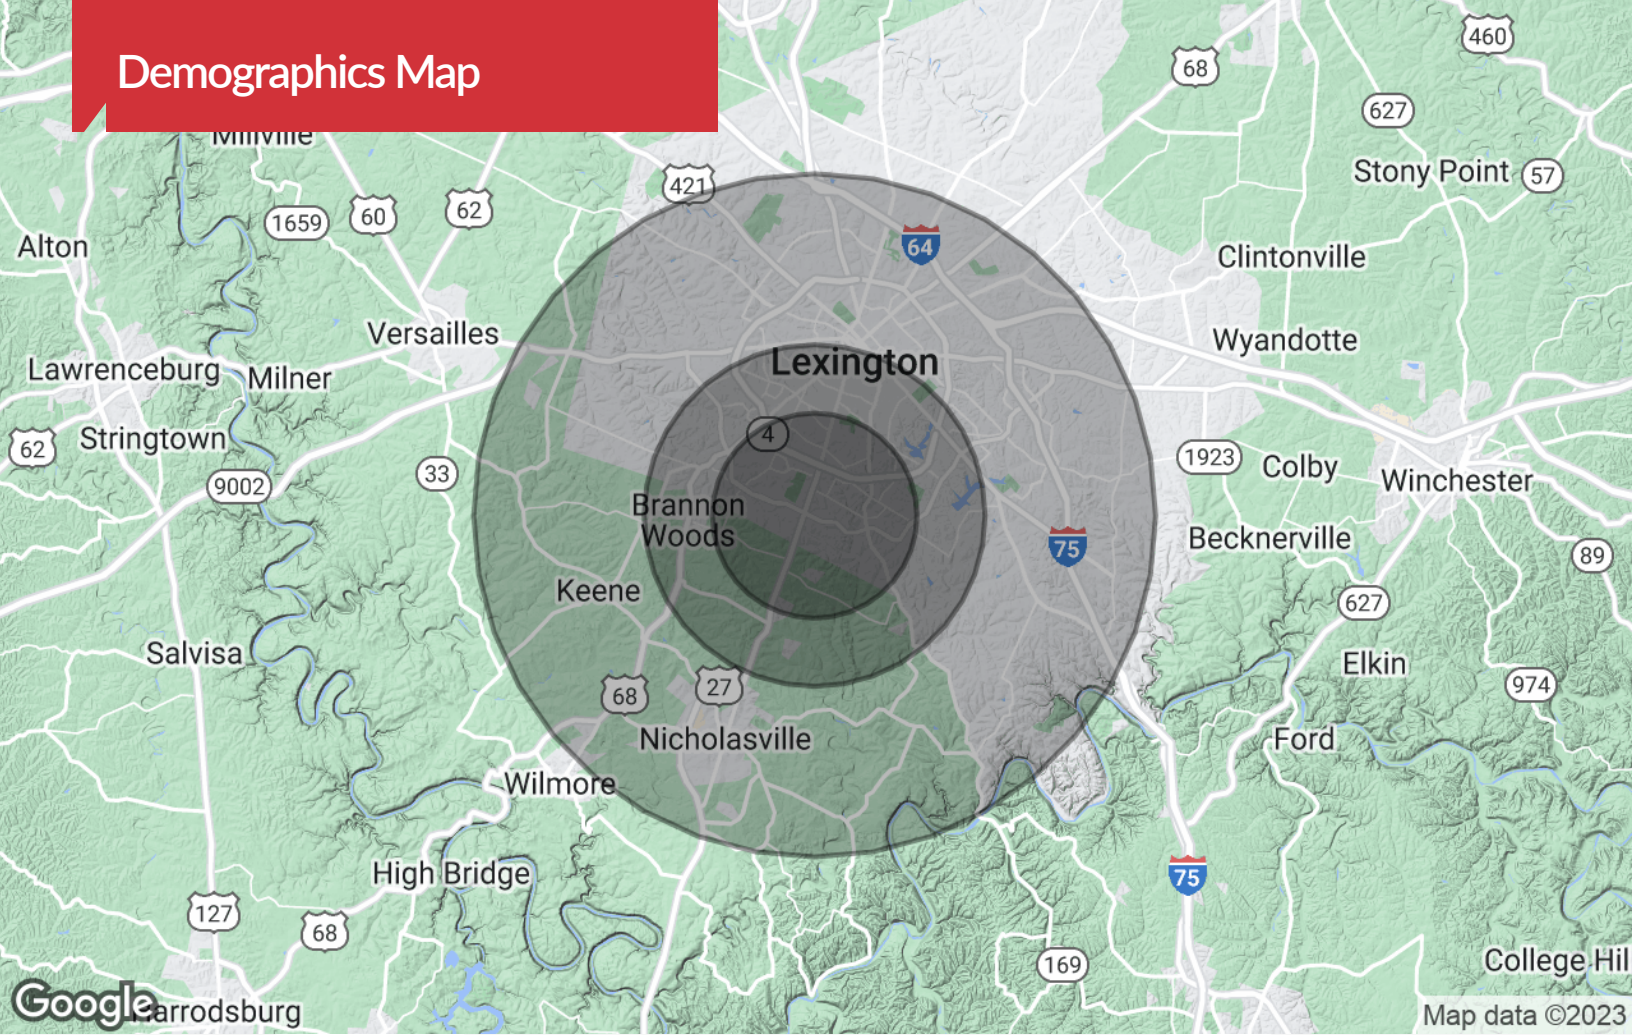 Demographics Map
460
68
627
Millville
Stony Point
57
421
1659
60
62
Alton
64
Clintonville
Versailles
Wyandotte
Lexington
Lawrenceburg
Milner
62
Stringtown
4
33
1923
Colby
Winchester
9002
Brannon
Woods
75
Becknerville
89
Keene
627
Salvisa
Elkin
68
27
974
Nicholasville
Ford
Wilmore
High Bridge
75
127
68
169
College Hil
Google
Harrodsburg
Map data ©2023